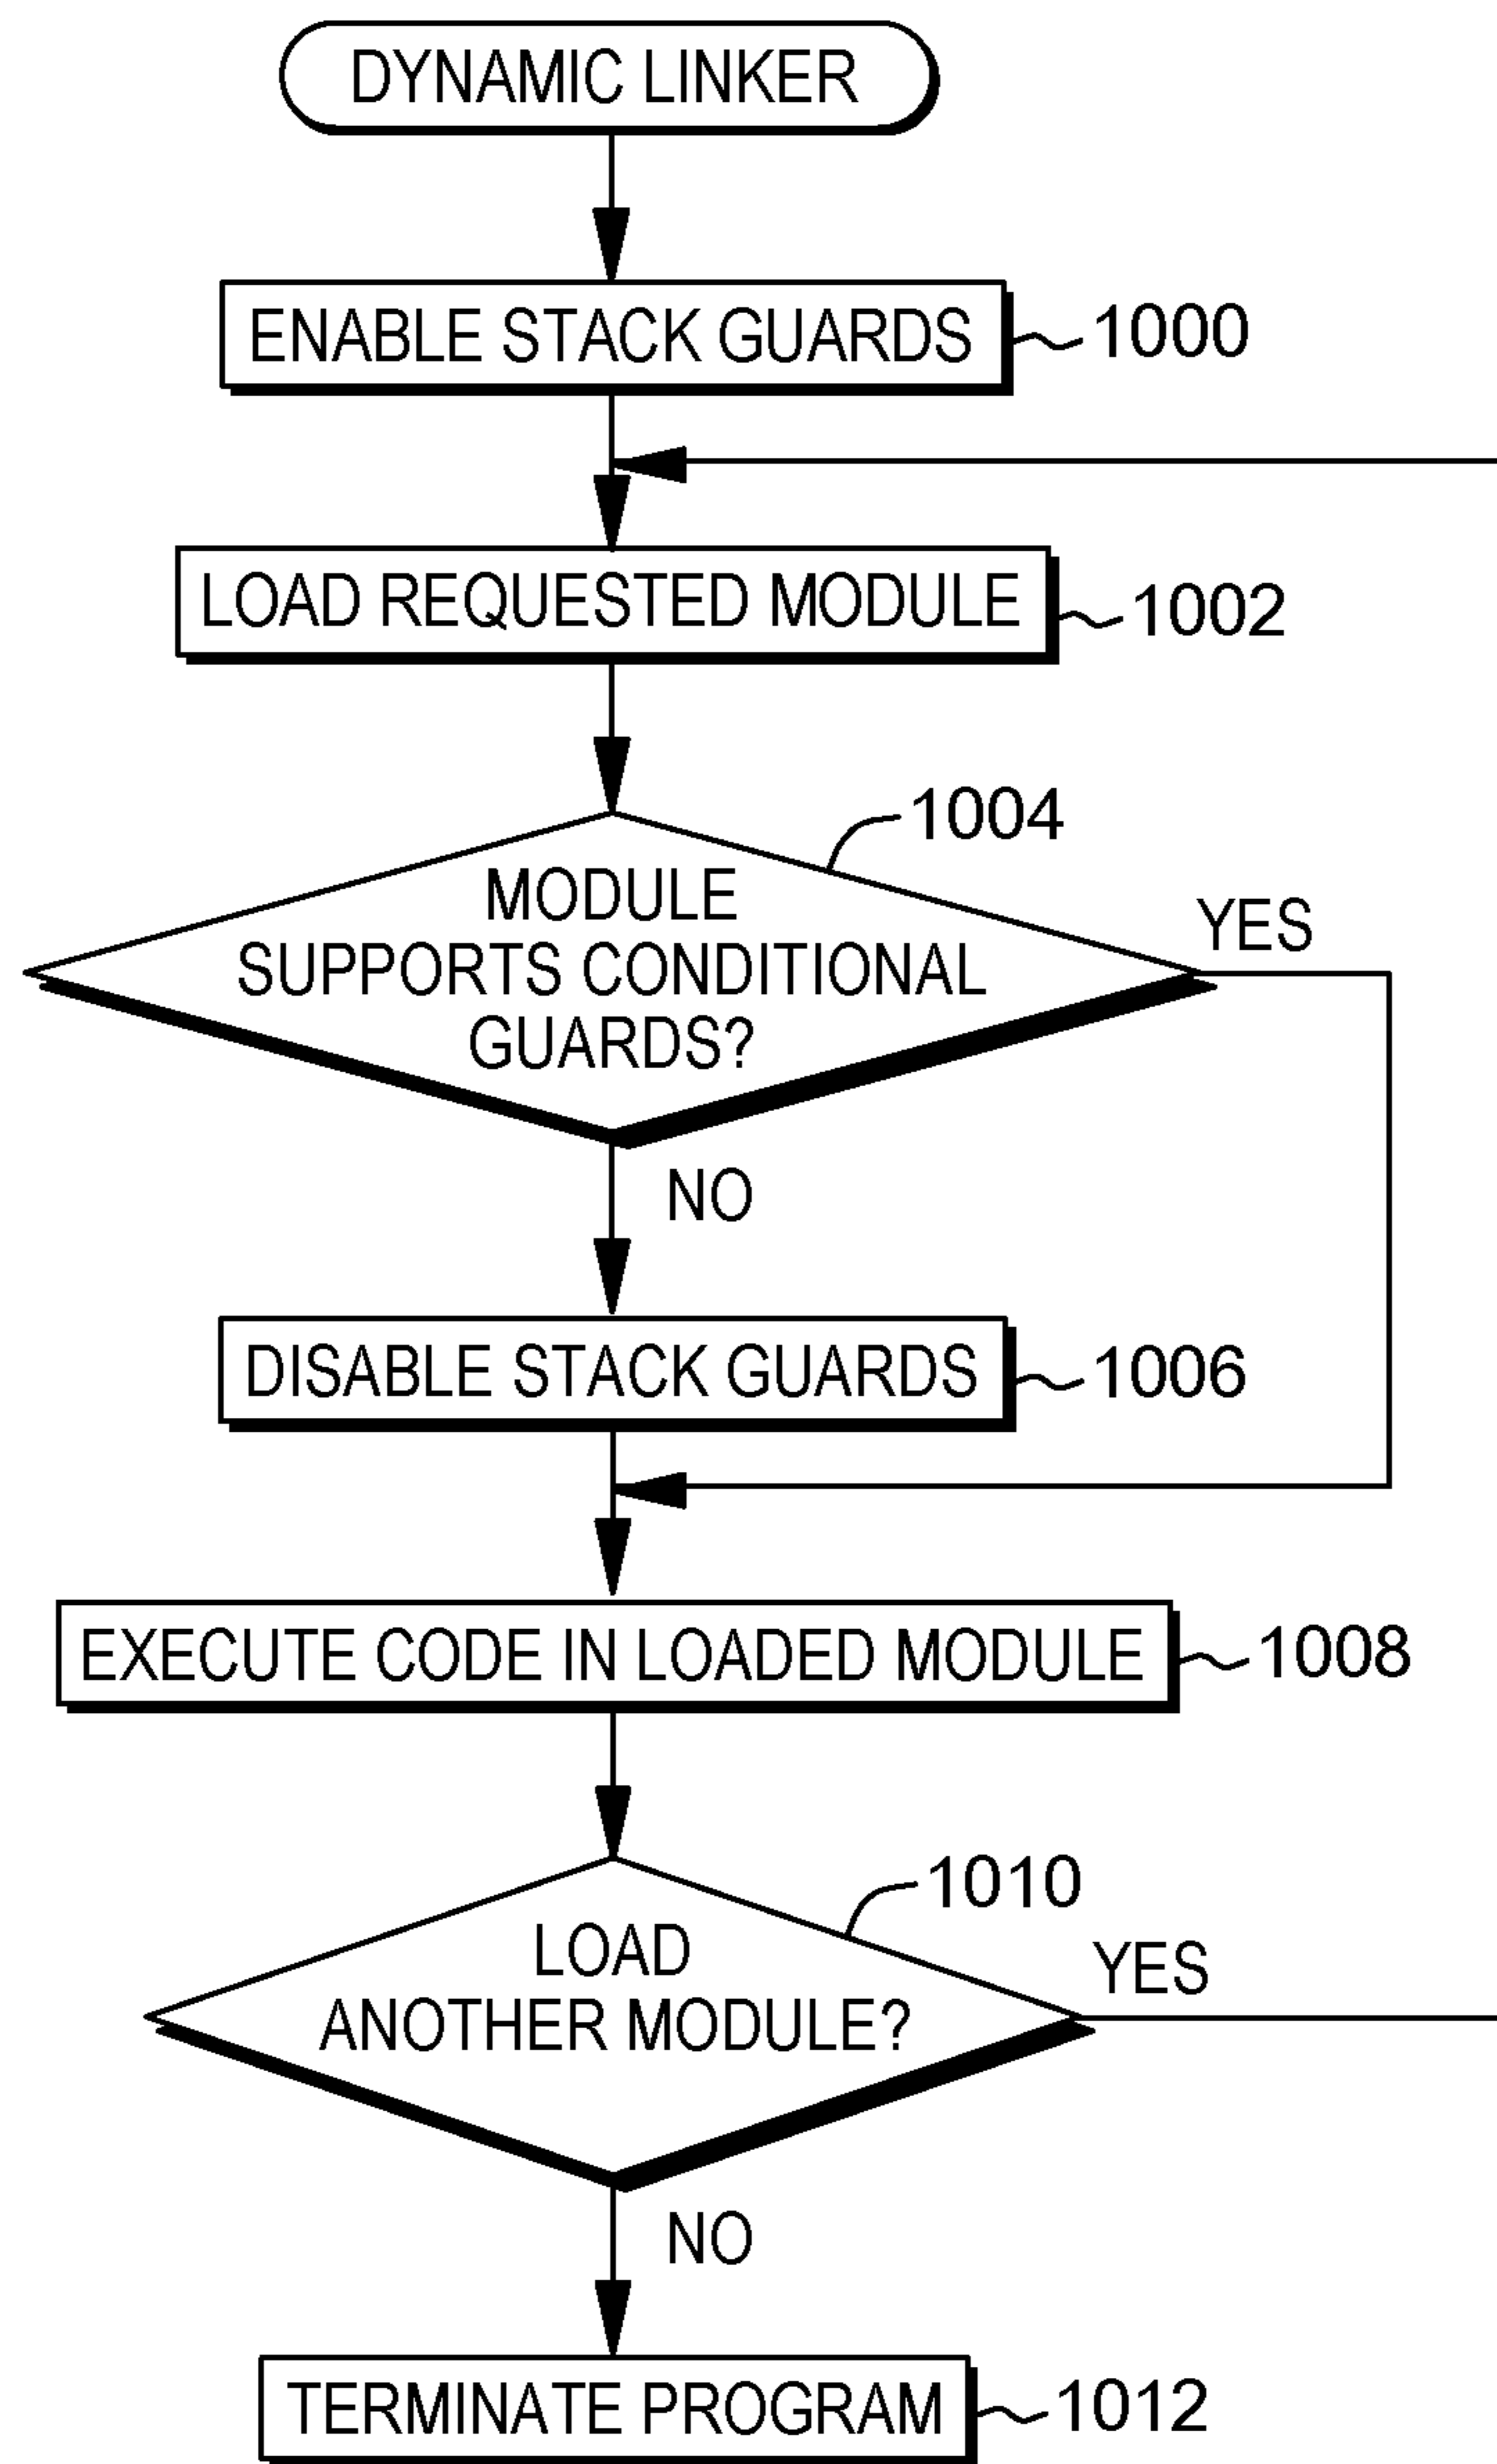 DYNAMIC LINKER
ENABLE STACK GUARDS
1000
LOAD REQUESTED MODULE
1002
1004
MODULE
SUPPORTS CONDITIONAL
GUARDS?
YES
NO
DISABLE STACK GUARDS
1006
EXECUTE CODE IN LOADED MODULE
1008
1010
LOAD
ANOTHER MODULE?
YES
NO
TERMINATE PROGRAM
1012